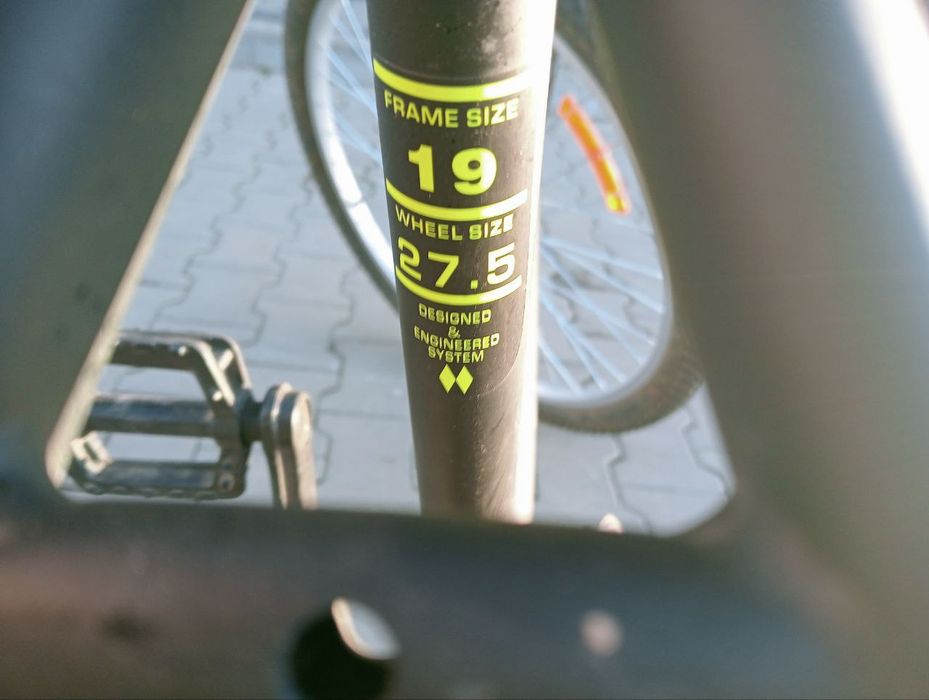 FRAME SIZE
19
WHEEL SIZE
27.5
DESIGNED
&
ENGINEERED
SYSTEM